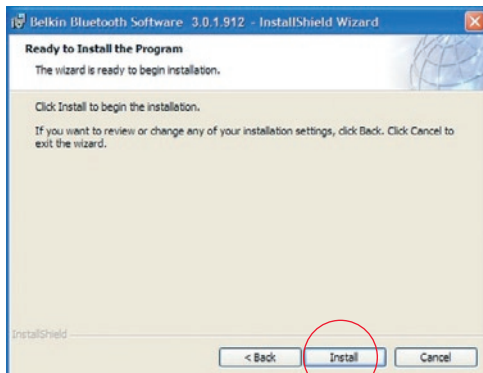 Belkin Bluetooth Software 3.0.1.912 - InstallShield Wizard
Ready to Install the Program
The wizard is ready to begin installation.
Click Install to begin the installation.
If you want to review or change any of your installation settings, click Back. Click Cancel to
exit the wizard.
InstallShield
< Back Install Cancel